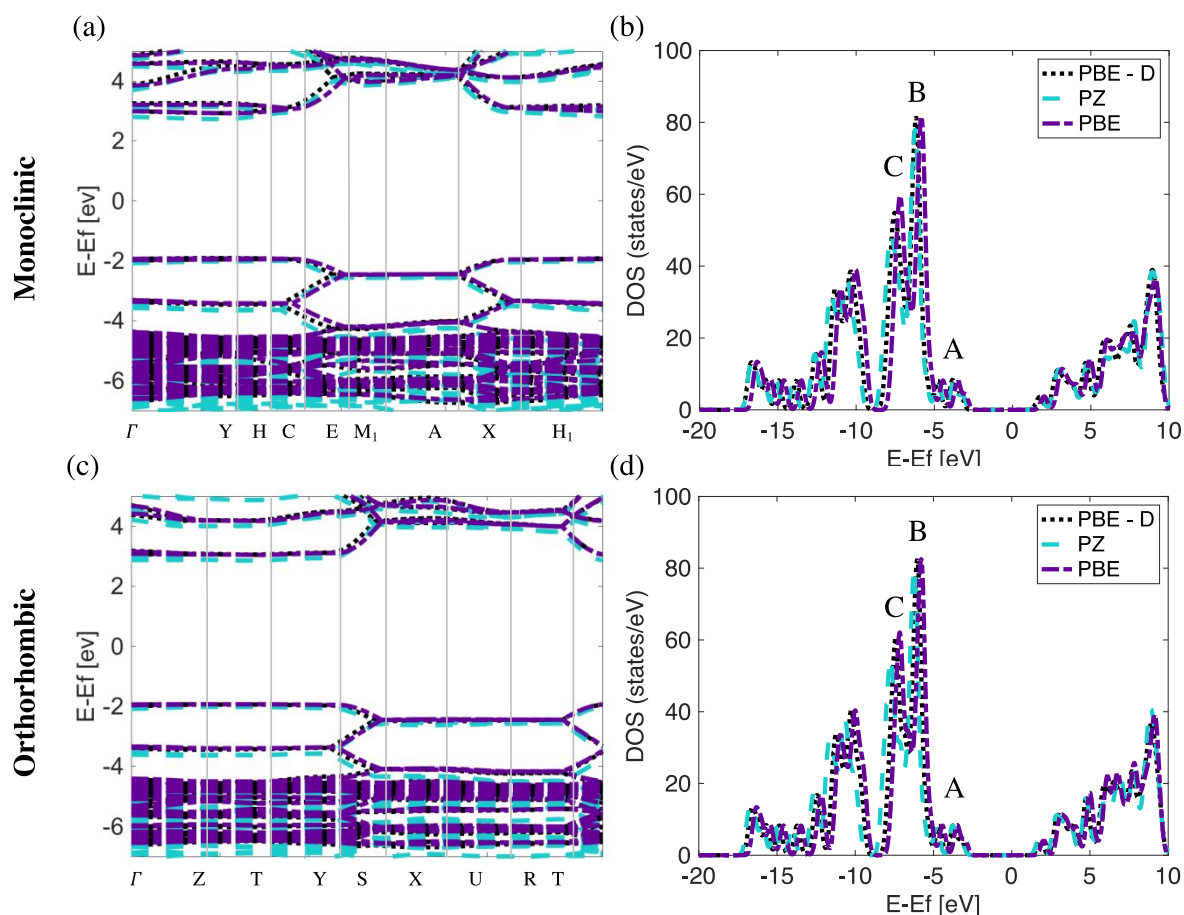 (a)
Monoclinic
E-Ef [ev]
4
2
0
-2
-4
-6
Γ Y H C E M₁ A X H₁
(b)
DOS (states/eV)
100
80
60
40
20
0
PBE - D
PZ
PBE
B
C
A
-20 -15 -10 -5 0 5 10
E-Ef [eV]
(c)
Orthorhombic
E-Ef [ev]
4
2
0
-2
-4
-6
Γ Z T Y S X U R T
(d)
DOS (states/eV)
100
80
60
40
20
0
PBE - D
PZ
PBE
B
C
A
-20 -15 -10 -5 0 5 10
E-Ef [eV]